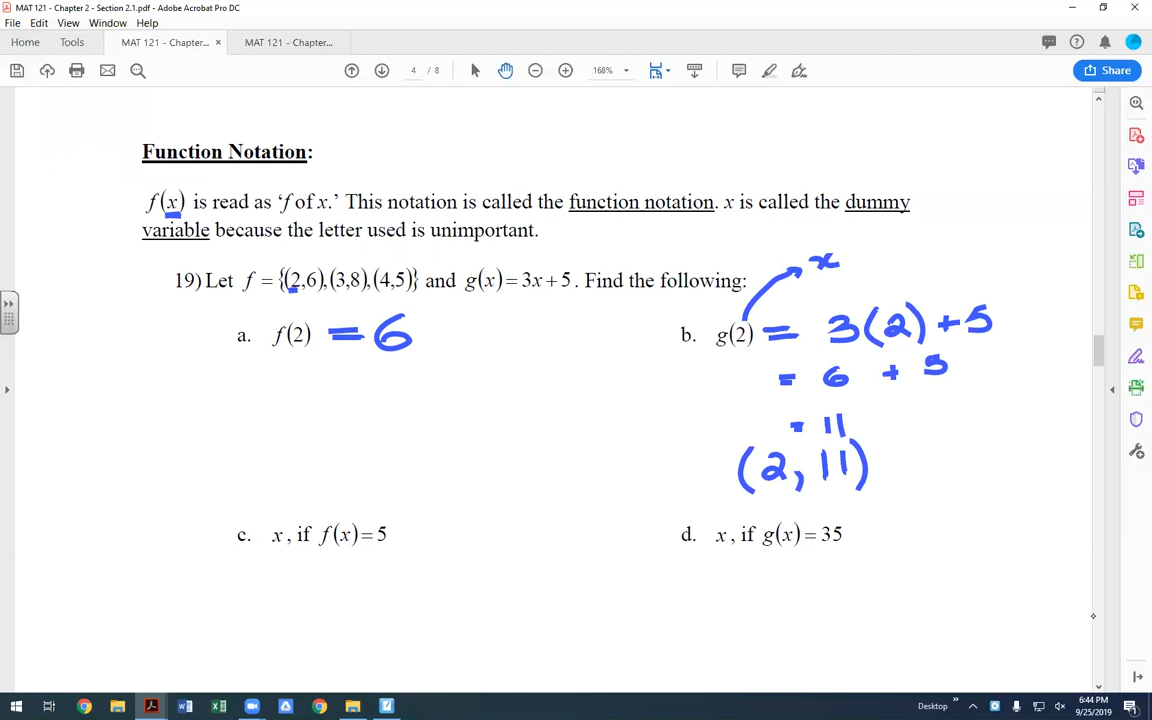 MAT 121 - Chapter 2 - Section 2.1.pdf - Adobe Acrobat Pro DC
File Edit View Window Help
Home Tools MAT 121 - Chapter... × MAT 121 - Chapter...
4 / 8 168% Share
Function Notation:
f(x) is read as ‘f of x.’ This notation is called the function notation. x is called the dummy
variable because the letter used is unimportant.
x
19) Let f = {(2,6),(3,8),(4,5)} and g(x) = 3x + 5. Find the following:
a. f(2) = 6
b. g(2) = 3(2) + 5
= 6 + 5
= 11
(2, 11)
c. x, if f(x) = 5
d. x, if g(x) = 35
Desktop » 6:44 PM
9/25/2019